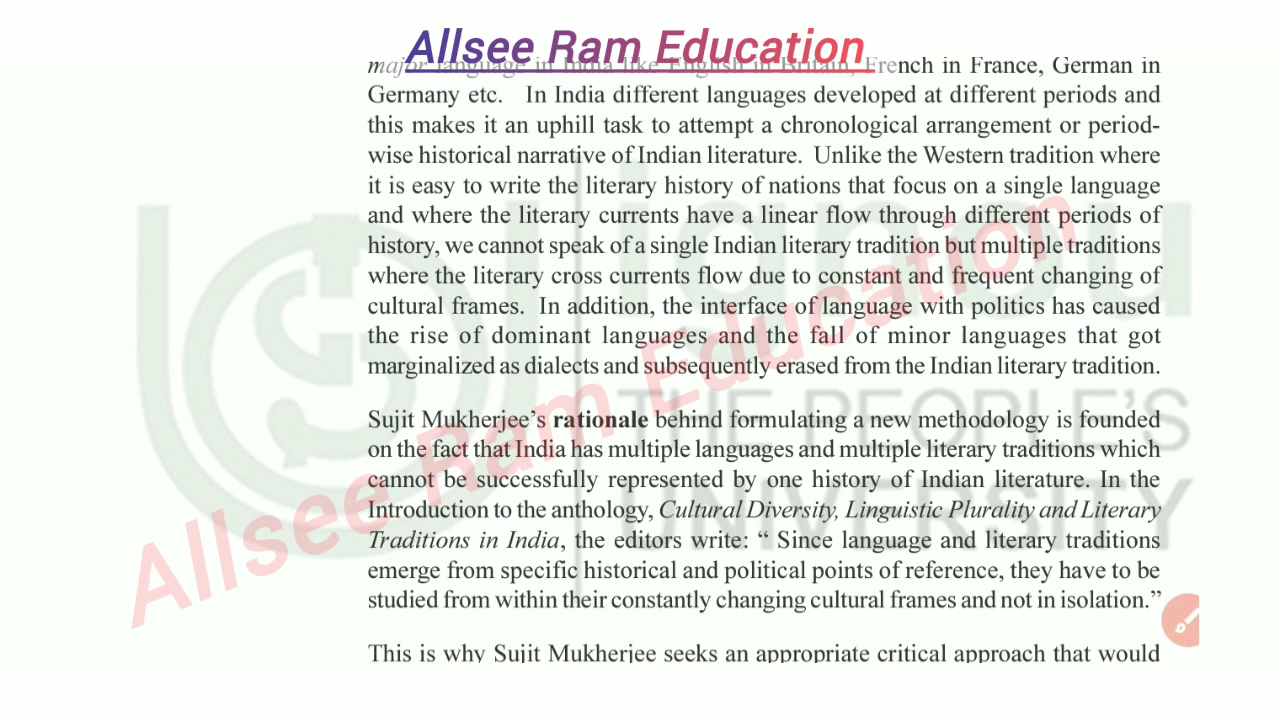 Allsee Ram Education
major language in India like English in Britain, French in France, German in
Germany etc. In India different languages developed at different periods and
this makes it an uphill task to attempt a chronological arrangement or period-
wise historical narrative of Indian literature. Unlike the Western tradition where
it is easy to write the literary history of nations that focus on a single language
and where the literary currents have a linear flow through different periods of
history, we cannot speak of a single Indian literary tradition but multiple traditions
where the literary cross currents flow due to constant and frequent changing of
cultural frames. In addition, the interface of language with politics has caused
the rise of dominant languages and the fall of minor languages that got
marginalized as dialects and subsequently erased from the Indian literary tradition.
Sujit Mukherjee’s rationale behind formulating a new methodology is founded
on the fact that India has multiple languages and multiple literary traditions which
cannot be successfully represented by one history of Indian literature. In the
Introduction to the anthology, Cultural Diversity, Linguistic Plurality and Literary
Traditions in India, the editors write: “ Since language and literary traditions
emerge from specific historical and political points of reference, they have to be
studied from within their constantly changing cultural frames and not in isolation.”
This is why Sujit Mukherjee seeks an appropriate critical approach that would
ignou
THE PEOPLE'S
UNIVERSITY
Allsee Ram Education